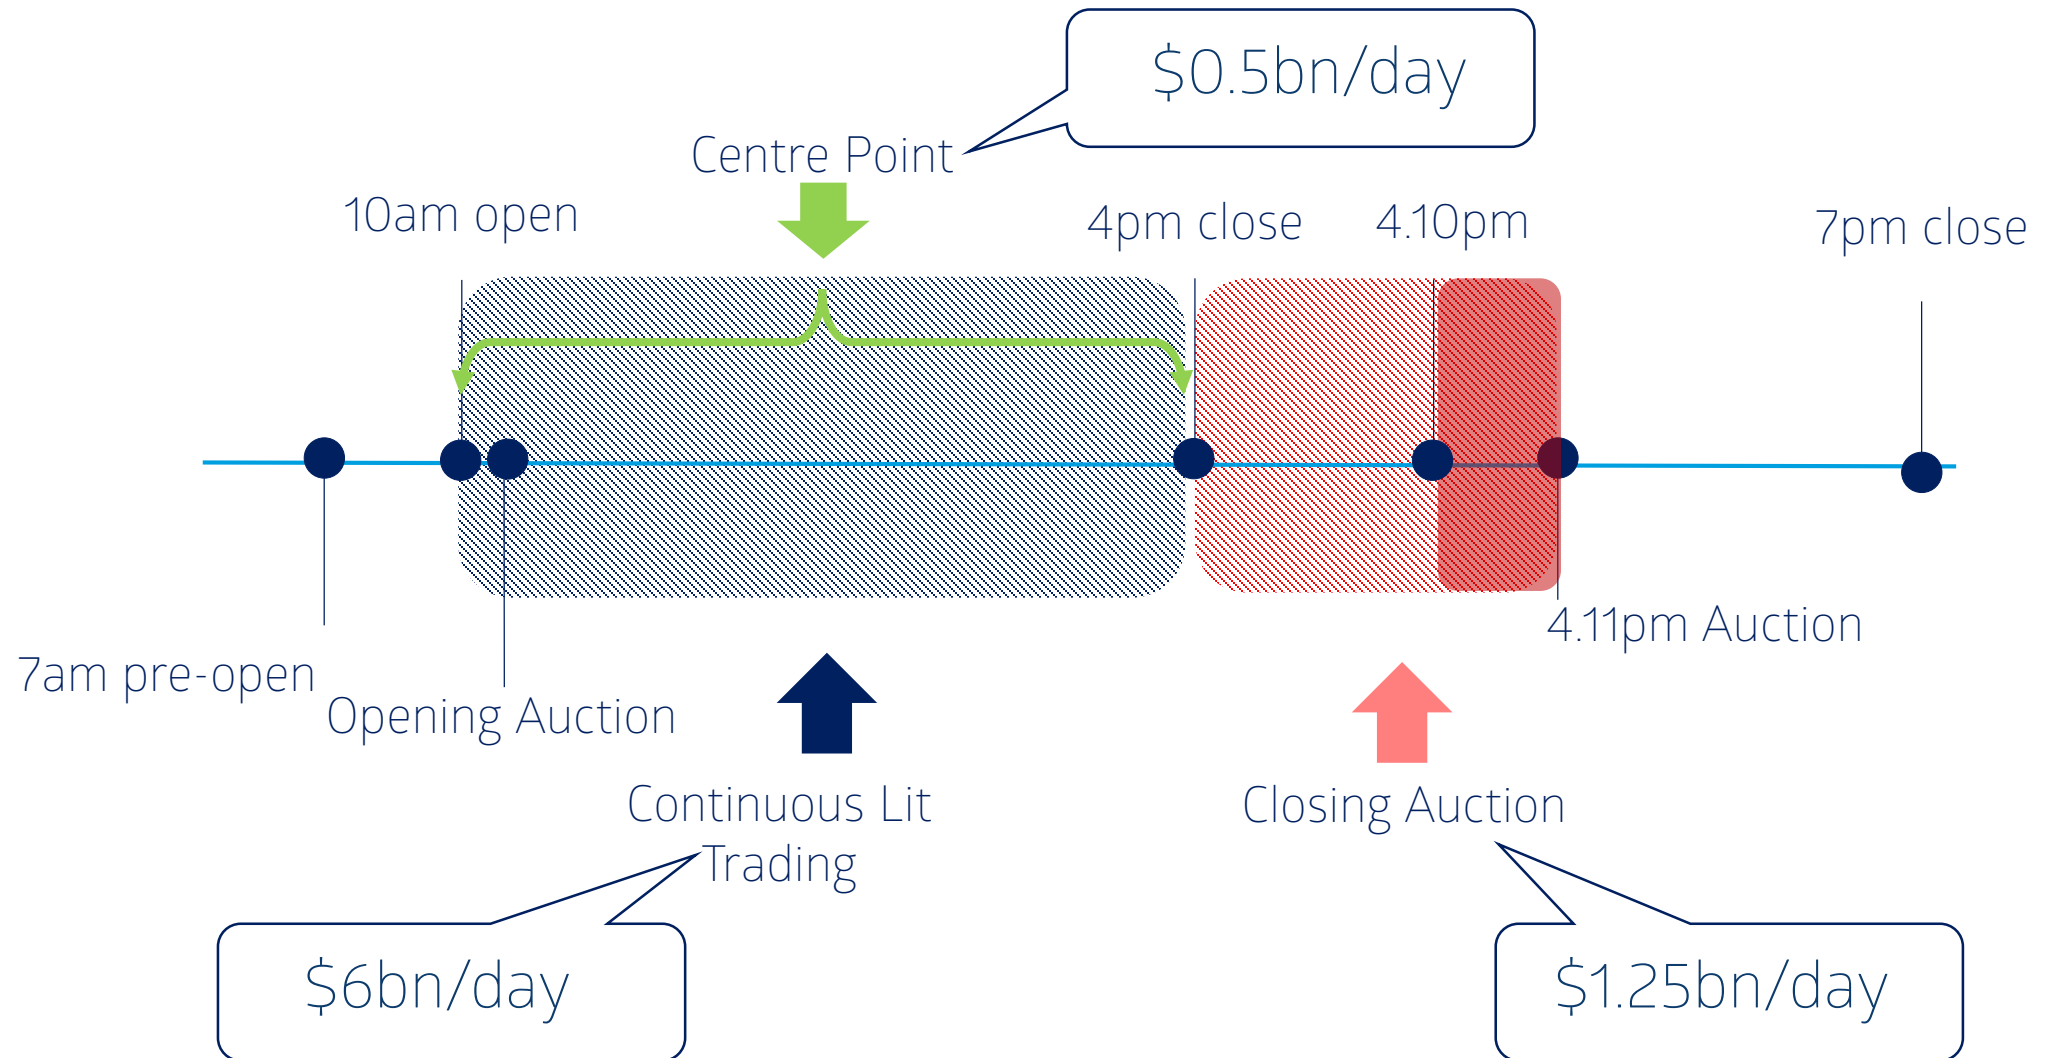 $0.5bn/day
Centre Point
10am open
4pm close
4.10pm
7pm close
4.11pm Auction
7am pre-open
Opening Auction
Continuous Lit
Trading
Closing Auction
$6bn/day
$1.25bn/day